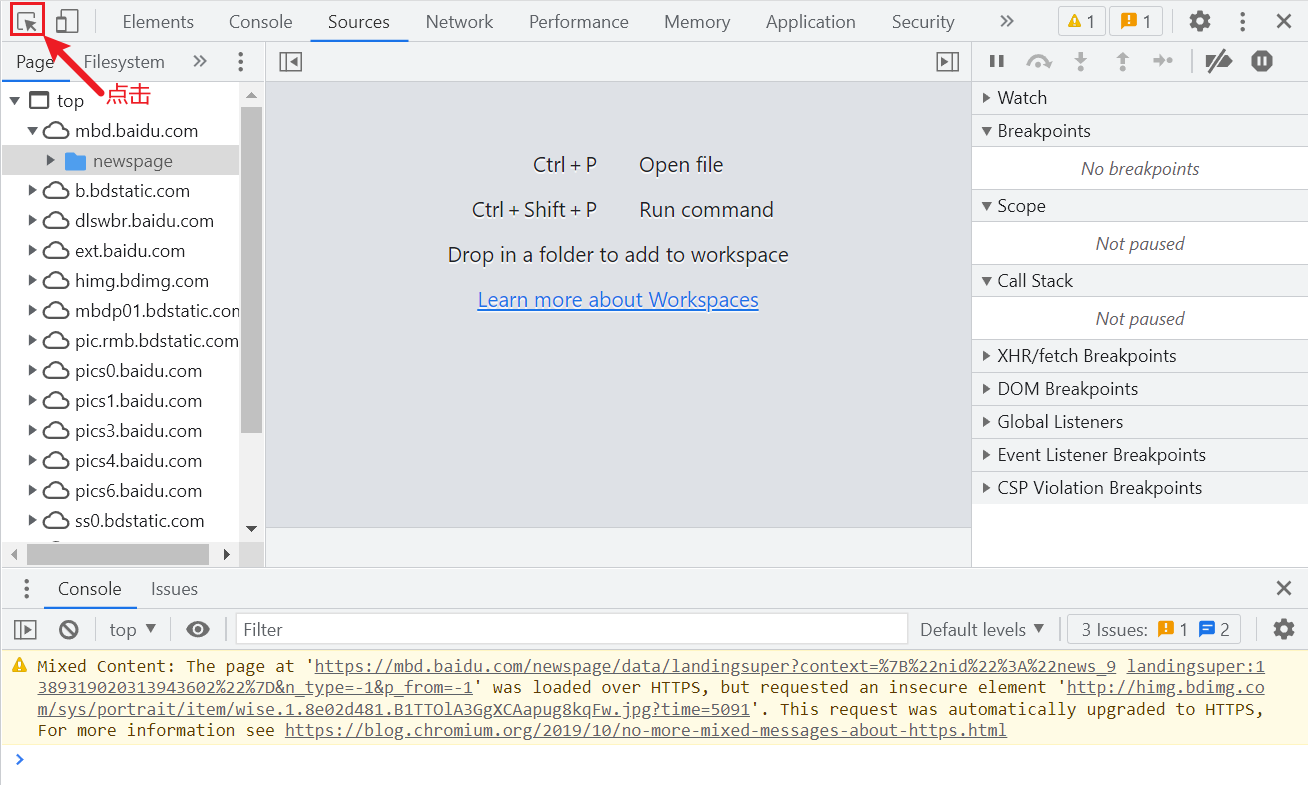 Elements Console Sources Network Performance Memory Application Security 1 1
Page Filesystem
点击
top
mbd.baidu.com
newspage
b.bdstatic.com
dlswbr.baidu.com
ext.baidu.com
himg.bdimg.com
mbdp01.bdstatic.con
pic.rmb.bdstatic.com
pics0.baidu.com
pics1.baidu.com
pics3.baidu.com
pics4.baidu.com
pics6.baidu.com
ss0.bdstatic.com
Ctrl + P Open file
Ctrl + Shift + P Run command
Drop in a folder to add to workspace
Learn more about Workspaces
Watch
Breakpoints
No breakpoints
Scope
Not paused
Call Stack
Not paused
XHR/fetch Breakpoints
DOM Breakpoints
Global Listeners
Event Listener Breakpoints
CSP Violation Breakpoints
Console Issues
top Filter Default levels 3 Issues: 1 2
Mixed Content: The page at 'https://mbd.baidu.com/newspage/data/landingsuper?context=%7B%22nid%22%3A%22news_9 landingsuper:1
3893190203139436​02%22%7D&n_type=-1&p_from=-1' was loaded over HTTPS, but requested an insecure element 'http://himg.bdimg.co
m/sys/portrait/item/wise.1.8e02d481.B1TTOlA3GgXCAapug8kqFw.jpg?time=5091'. This request was automatically upgraded to HTTPS,
For more information see https://blog.chromium.org/2019/10/no-more-mixed-messages-about-https.html